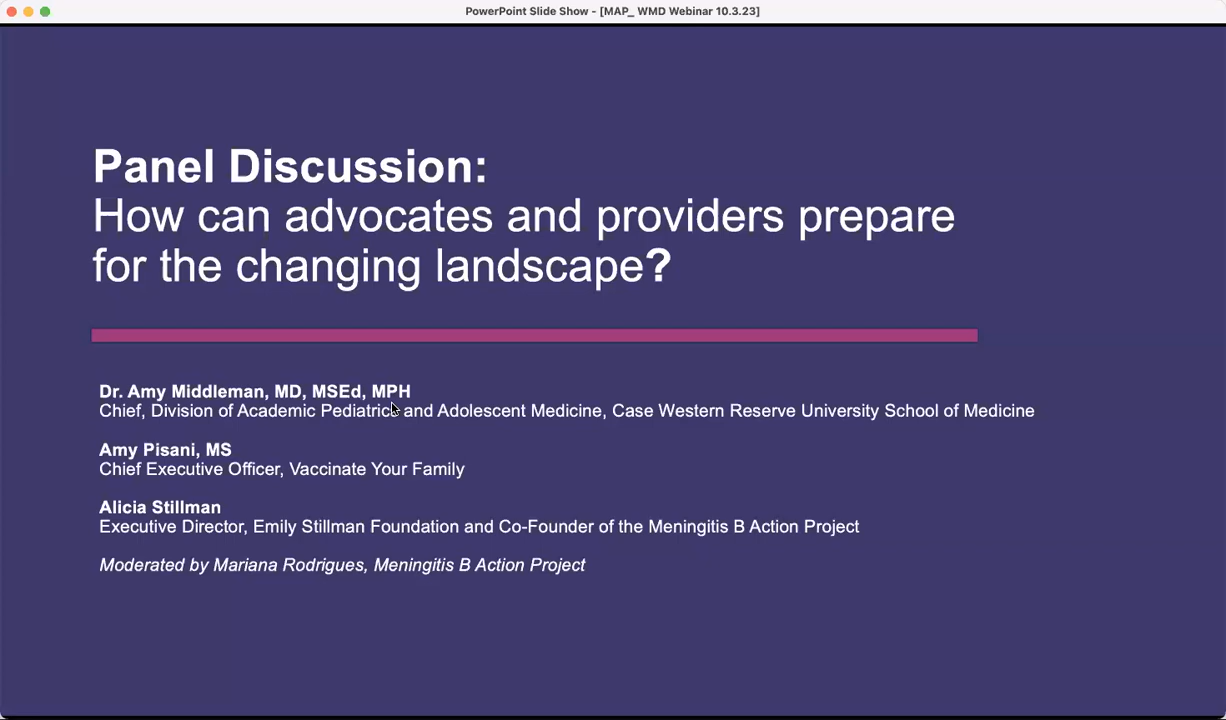 PowerPoint Slide Show - [MAP_ WMD Webinar 10.3.23]
Panel Discussion:
How can advocates and providers prepare
for the changing landscape?
Dr. Amy Middleman, MD, MSEd, MPH
Chief, Division of Academic Pediatrics and Adolescent Medicine, Case Western Reserve University School of Medicine
Amy Pisani, MS
Chief Executive Officer, Vaccinate Your Family
Alicia Stillman
Executive Director, Emily Stillman Foundation and Co-Founder of the Meningitis B Action Project
Moderated by Mariana Rodrigues, Meningitis B Action Project